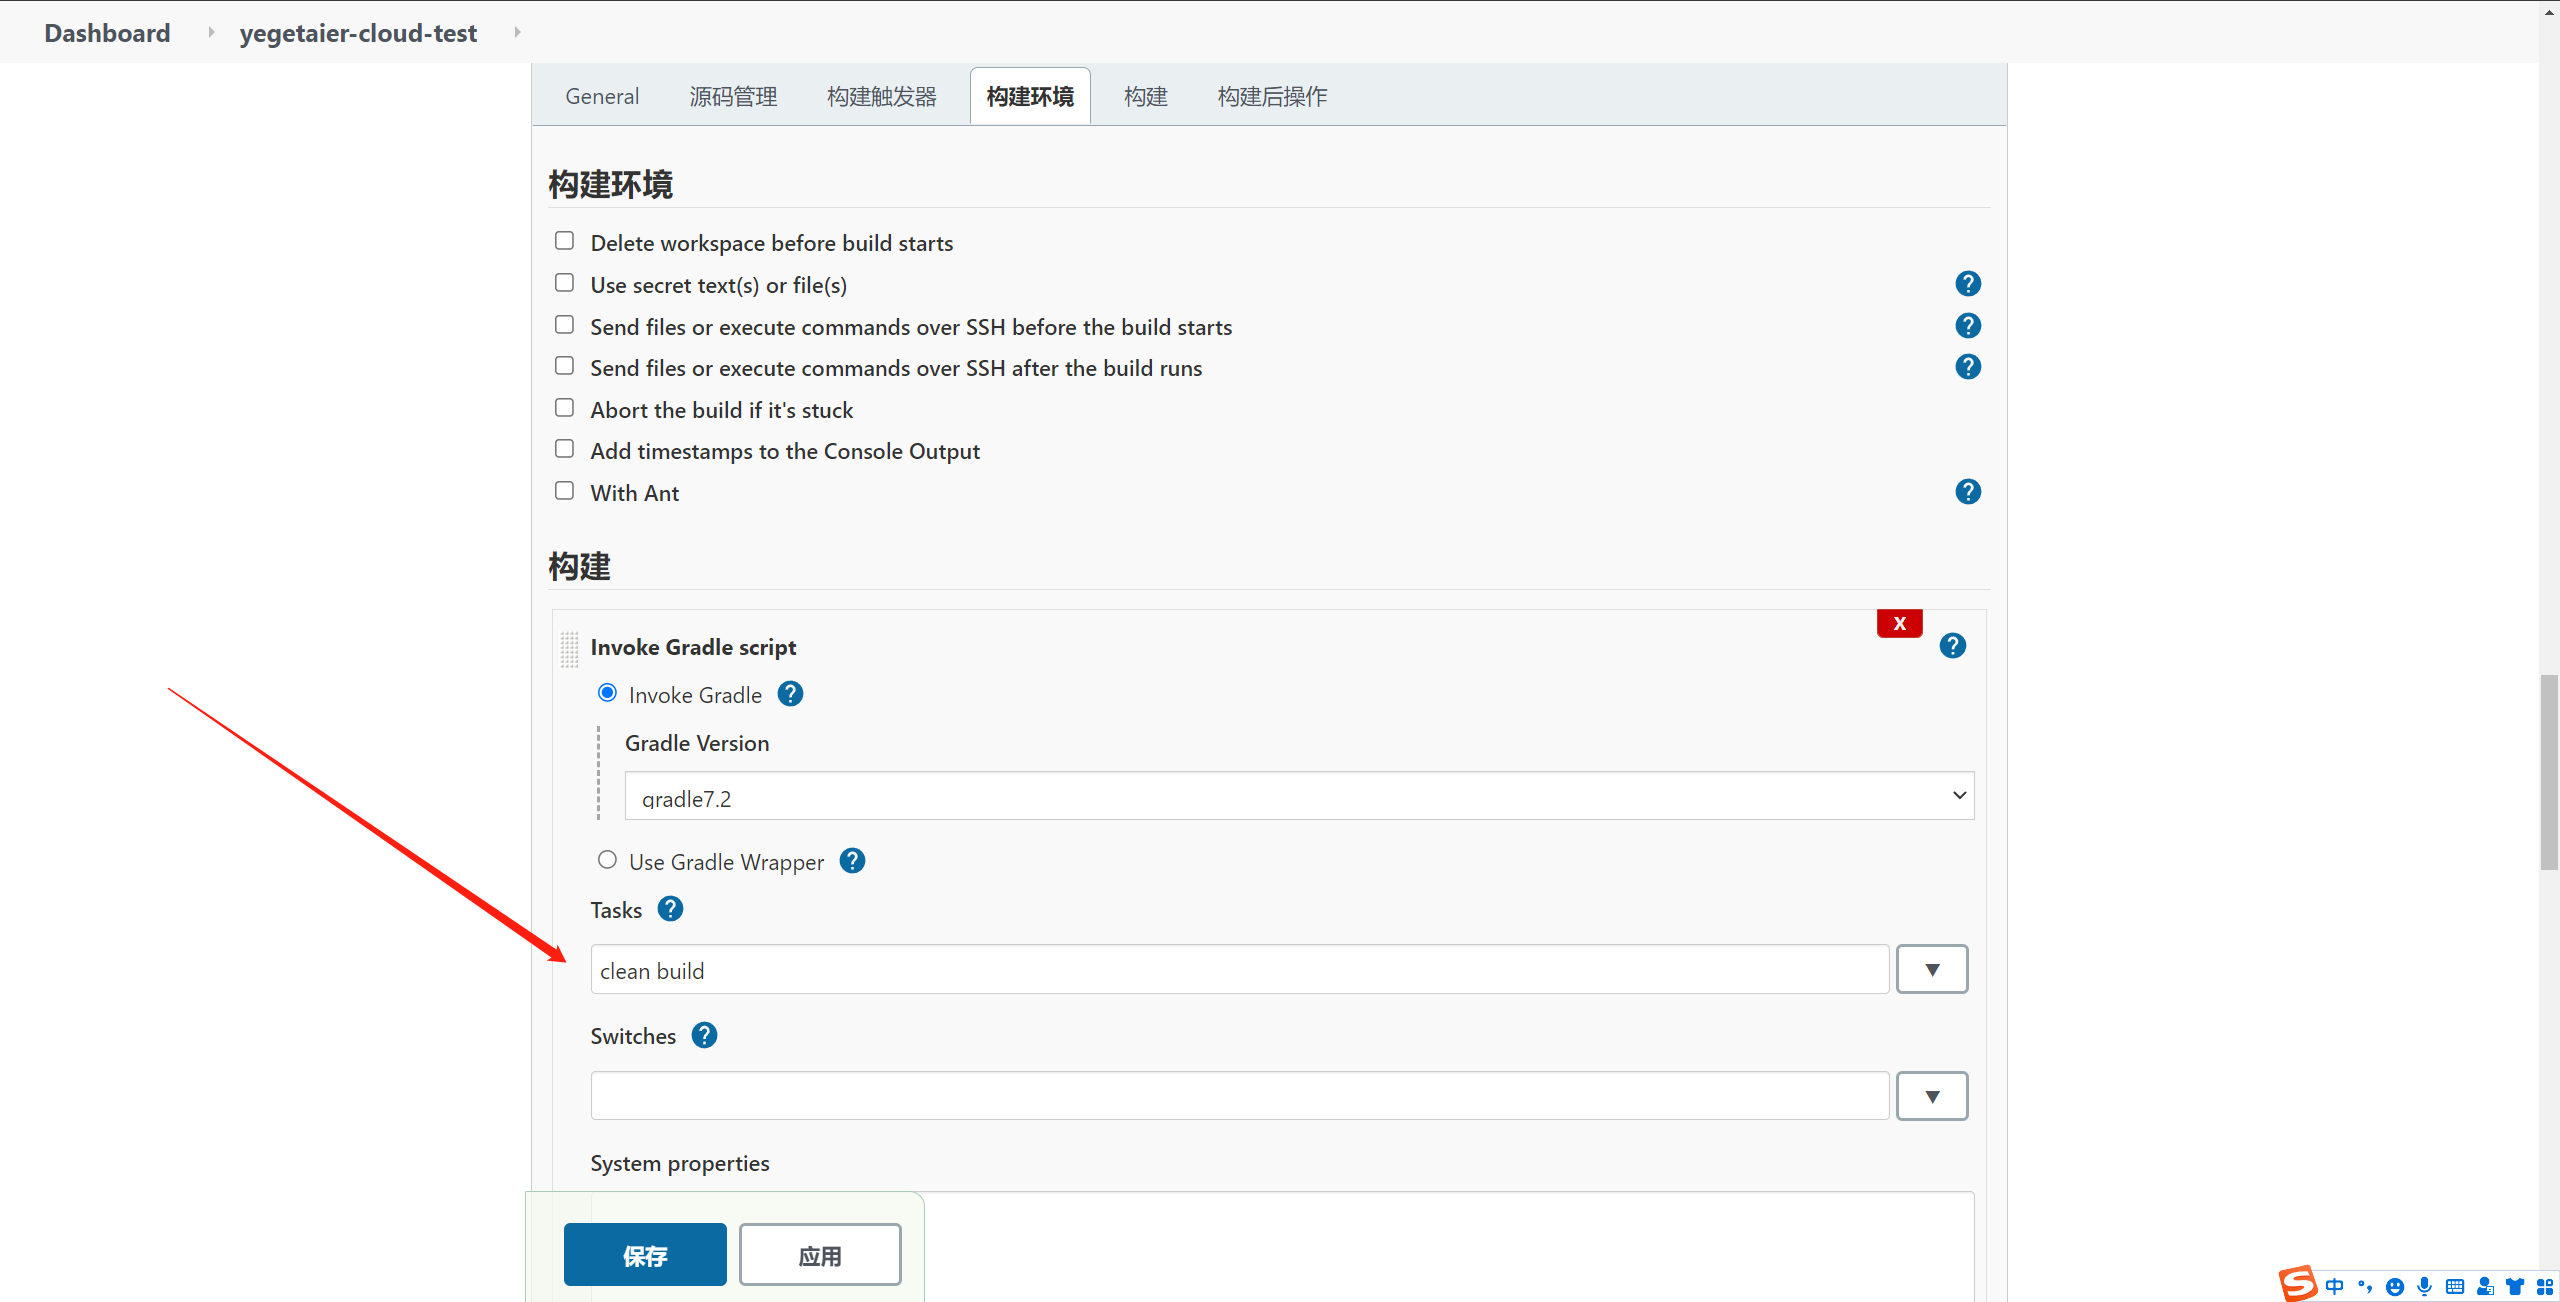 Dashboard yegetaier-cloud-test
General 源码管理 构建触发器 构建环境 构建 构建后操作
构建环境
Delete workspace before build starts
Use secret text(s) or file(s)
Send files or execute commands over SSH before the build starts
Send files or execute commands over SSH after the build runs
Abort the build if it's stuck
Add timestamps to the Console Output
With Ant
构建
X
Invoke Gradle script
Invoke Gradle
Gradle Version
gradle7.2
Use Gradle Wrapper
Tasks
clean build
Switches
System properties
保存 应用
中